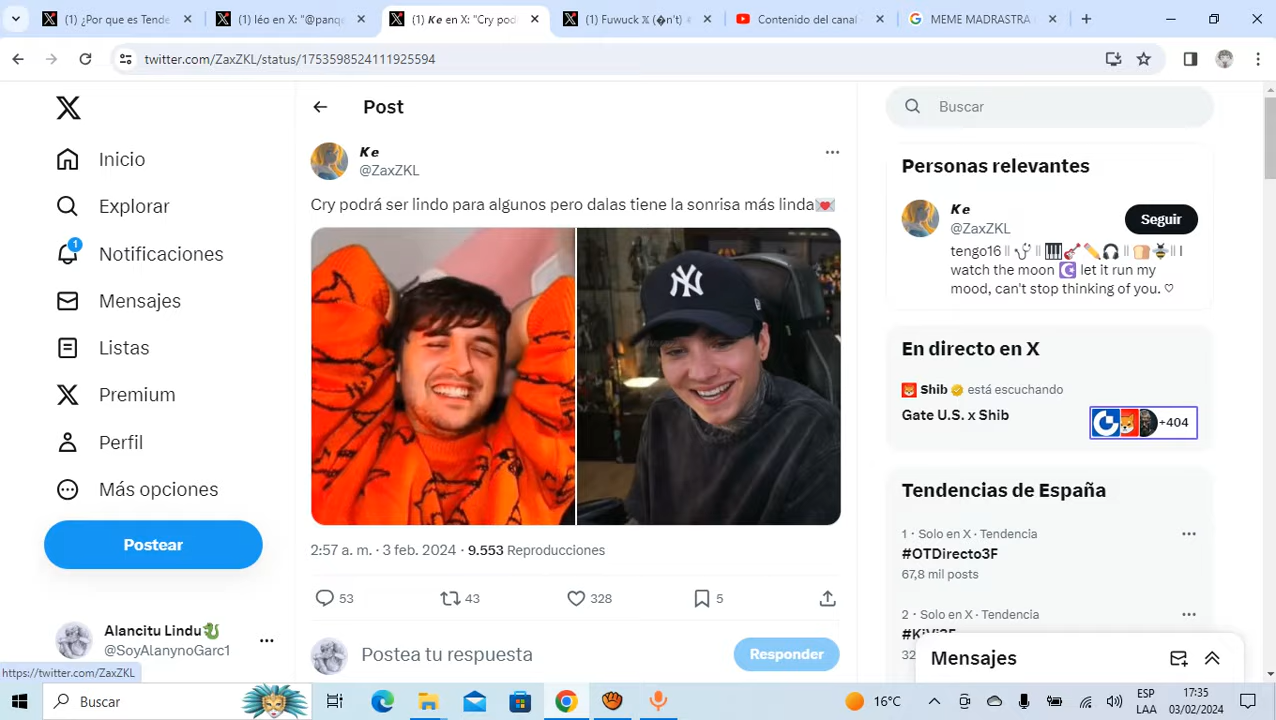 (1) ¿Por que es Tende
(1) léo en X: "@panqe
(1) Ke en X: "Cry pod
(1) Fuwuck 𝕏 (�n't) e
Contenido del canal
MEME MADRASTRA
twitter.com/ZaxZKL/status/1753598524111925594
Inicio
Explorar
1
Notificaciones
Mensajes
Listas
Premium
Perfil
Más opciones
Postear
Alancitu Lindu🐉
@SoyAlanynoGarc1
https://twitter.com/ZaxZKL
Post
Ke
@ZaxZKL
Cry podrá ser lindo para algunos pero dalas tiene la sonrisa más linda💌
NY
2:57 a. m. · 3 feb. 2024 · 9.553 Reproducciones
53 43 328 5
Postea tu respuesta
Responder
Buscar
Personas relevantes
Ke
@ZaxZKL
Seguir
tengo16 || 🩺 || 🎹🎸✏️🎧 || 🍞🐝 || I
watch the moon ☪️ let it run my
mood, can't stop thinking of you. ♡
En directo en X
Shib está escuchando
Gate U.S. x Shib
+404
Tendencias de España
1 · Solo en X · Tendencia
#OTDirecto3F
67,8 mil posts
2 · Solo en X · Tendencia
Mensajes
Buscar
16°C
ESP
LAA
17:35
03/02/2024